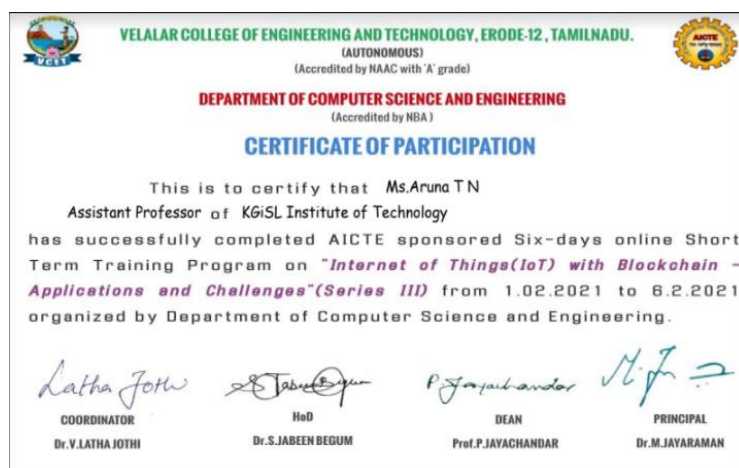 VELALAR COLLEGE OF ENGINEERING AND TECHNOLOGY, ERODE-12 , TAMILNADU.
(AUTONOMOUS)
(Accredited by NAAC with 'A' grade)
VCET
AICTE
DEPARTMENT OF COMPUTER SCIENCE AND ENGINEERING
(Accredited by NBA )
CERTIFICATE OF PARTICIPATION
This is to certify that Ms.Aruna T N
Assistant Professor of KGiSL Institute of Technology
has successfully completed AICTE sponsored Six-days online Short
Term Training Program on "Internet of Things(IoT) with Blockchain –
Applications and Challenges"(Series III) from 1.02.2021 to 6.2.2021
organized by Department of Computer Science and Engineering.
Latha Jothi
S Jabeen Begum
P. Jayachandar
COORDINATOR HoD DEAN PRINCIPAL
Dr.V.LATHA JOTHI Dr.S.JABEEN BEGUM Prof.P.JAYACHANDAR Dr.M.JAYARAMAN